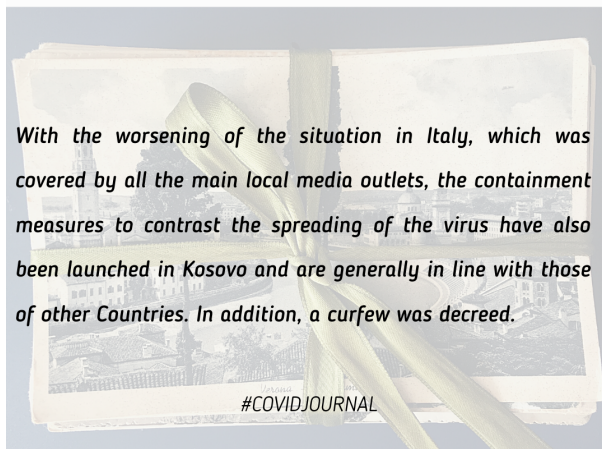 With the worsening of the situation in Italy, which was
covered by all the main local media outlets, the containment
measures to contrast the spreading of the virus have also
been launched in Kosovo and are generally in line with those
of other Countries. In addition, a curfew was decreed.
Verona
#COVIDJOURNAL